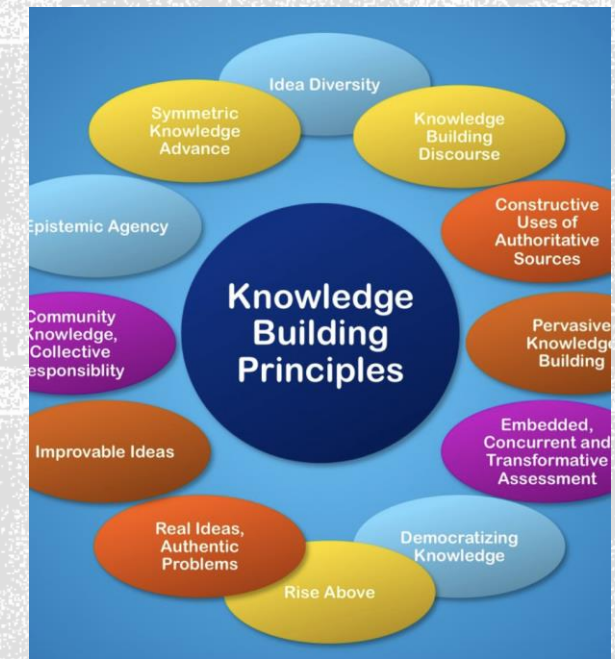 Idea Diversity
Knowledge
Building
Discourse
Constructive
Uses of
Authoritative
Sources
Pervasive
Knowledge
Building
Embedded,
Concurrent and
Transformative
Assessment
Democratizing
Knowledge
Rise Above
Real Ideas,
Authentic
Problems
Improvable Ideas
Community
Knowledge,
Collective
esponsiblity
Epistemic Agency
Symmetric
Knowledge
Advance
Knowledge
Building
Principles